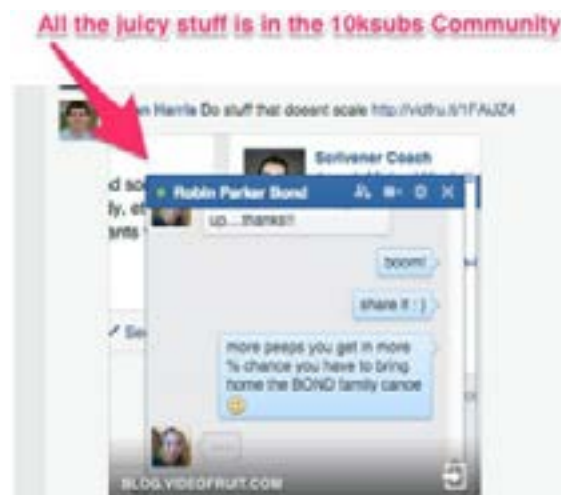 All the juicy stuff is in the 10ksubs Community
Harris Do stuff that doesnt scale http://vidfru.it/1FAUZ4
Scrivener Coach
Robin Parker Bond
up...thanks!!
boom!
share it : )
more peeps you get in more
% chance you have to bring
home the BOND family canoe
BLOG.VIDEOFRUIT.COM